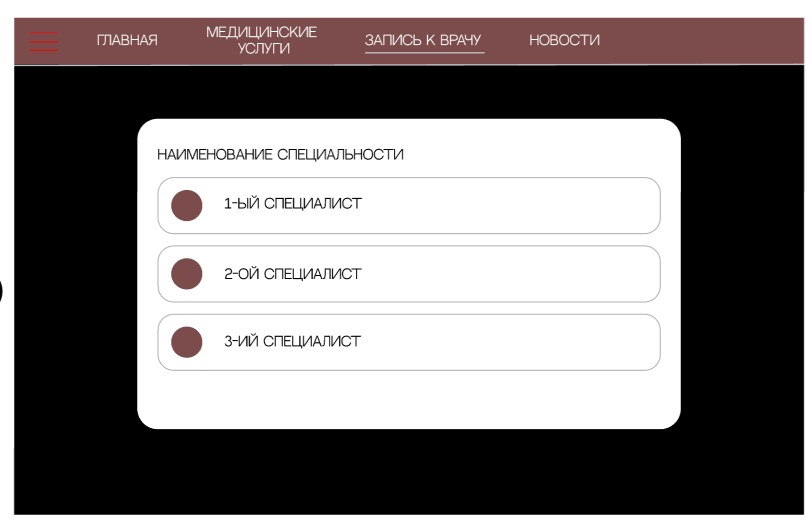 ГЛАВНАЯ
МЕДИЦИНСКИЕ
УСЛУГИ
ЗАПИСЬ К ВРАЧУ
НОВОСТИ
НАИМЕНОВАНИЕ СПЕЦИАЛЬНОСТИ
1-ЫЙ СПЕЦИАЛИСТ
2-ОЙ СПЕЦИАЛИСТ
3-ИЙ СПЕЦИАЛИСТ